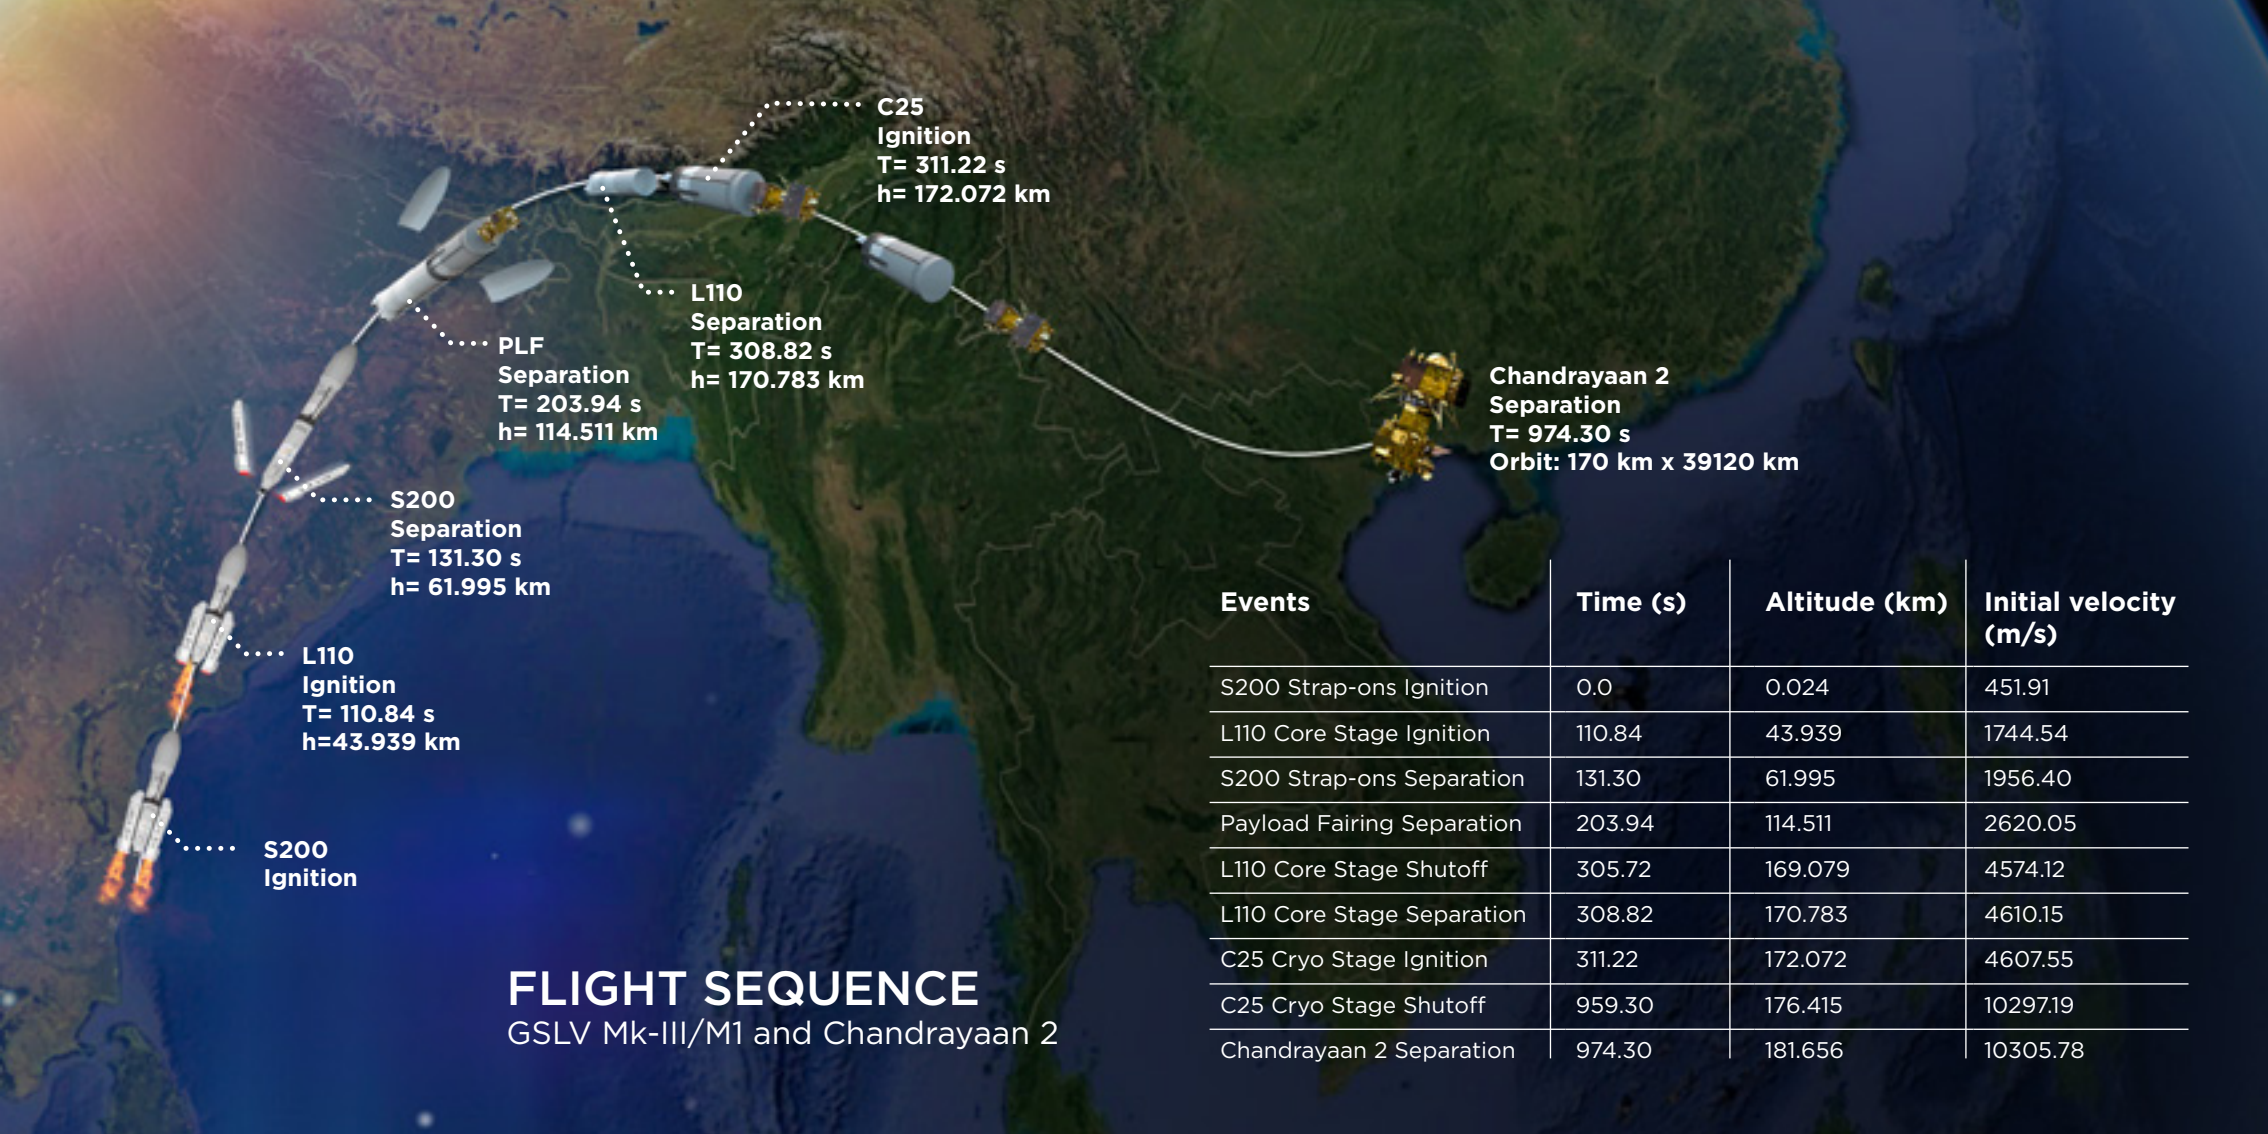 C25
Ignition
T= 311.22 s
h= 172.072 km
L110
Separation
T= 308.82 s
h= 170.783 km
PLF
Separation
T= 203.94 s
h= 114.511 km
Chandrayaan 2
Separation
T= 974.30 s
Orbit: 170 km x 39120 km
S200
Separation
T= 131.30 s
h= 61.995 km
L110
Ignition
T= 110.84 s
h=43.939 km
S200
Ignition
FLIGHT SEQUENCE
GSLV Mk-III/M1 and Chandrayaan 2
Events Time (s) Altitude (km) Initial velocity
(m/s)
S200 Strap-ons Ignition 0.0 0.024 451.91
L110 Core Stage Ignition 110.84 43.939 1744.54
S200 Strap-ons Separation 131.30 61.995 1956.40
Payload Fairing Separation 203.94 114.511 2620.05
L110 Core Stage Shutoff 305.72 169.079 4574.12
L110 Core Stage Separation 308.82 170.783 4610.15
C25 Cryo Stage Ignition 311.22 172.072 4607.55
C25 Cryo Stage Shutoff 959.30 176.415 10297.19
Chandrayaan 2 Separation 974.30 181.656 10305.78